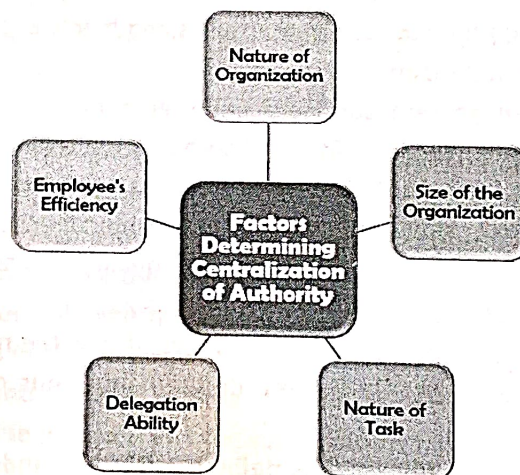 Nature of
Organization
Employee's
Efficiency
Size of the
Organization
Factors
Determining
Centralization
of Authority
Delegation
Ability
Nature of
Task